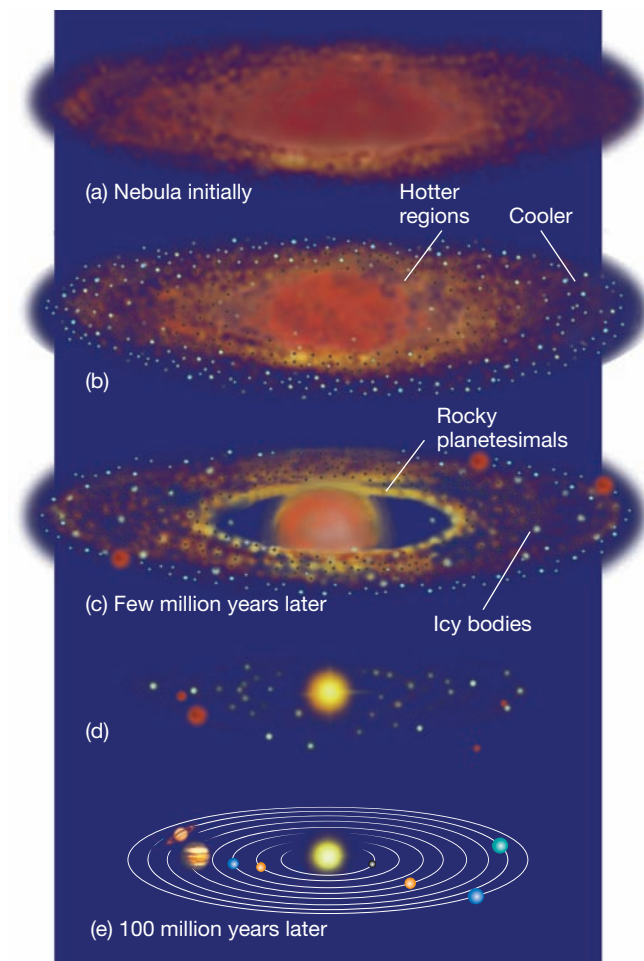 (a) Nebula initially
Hotter
regions
Cooler
(b)
Rocky
planetesimals
(c) Few million years later
Icy bodies
(d)
(e) 100 million years later